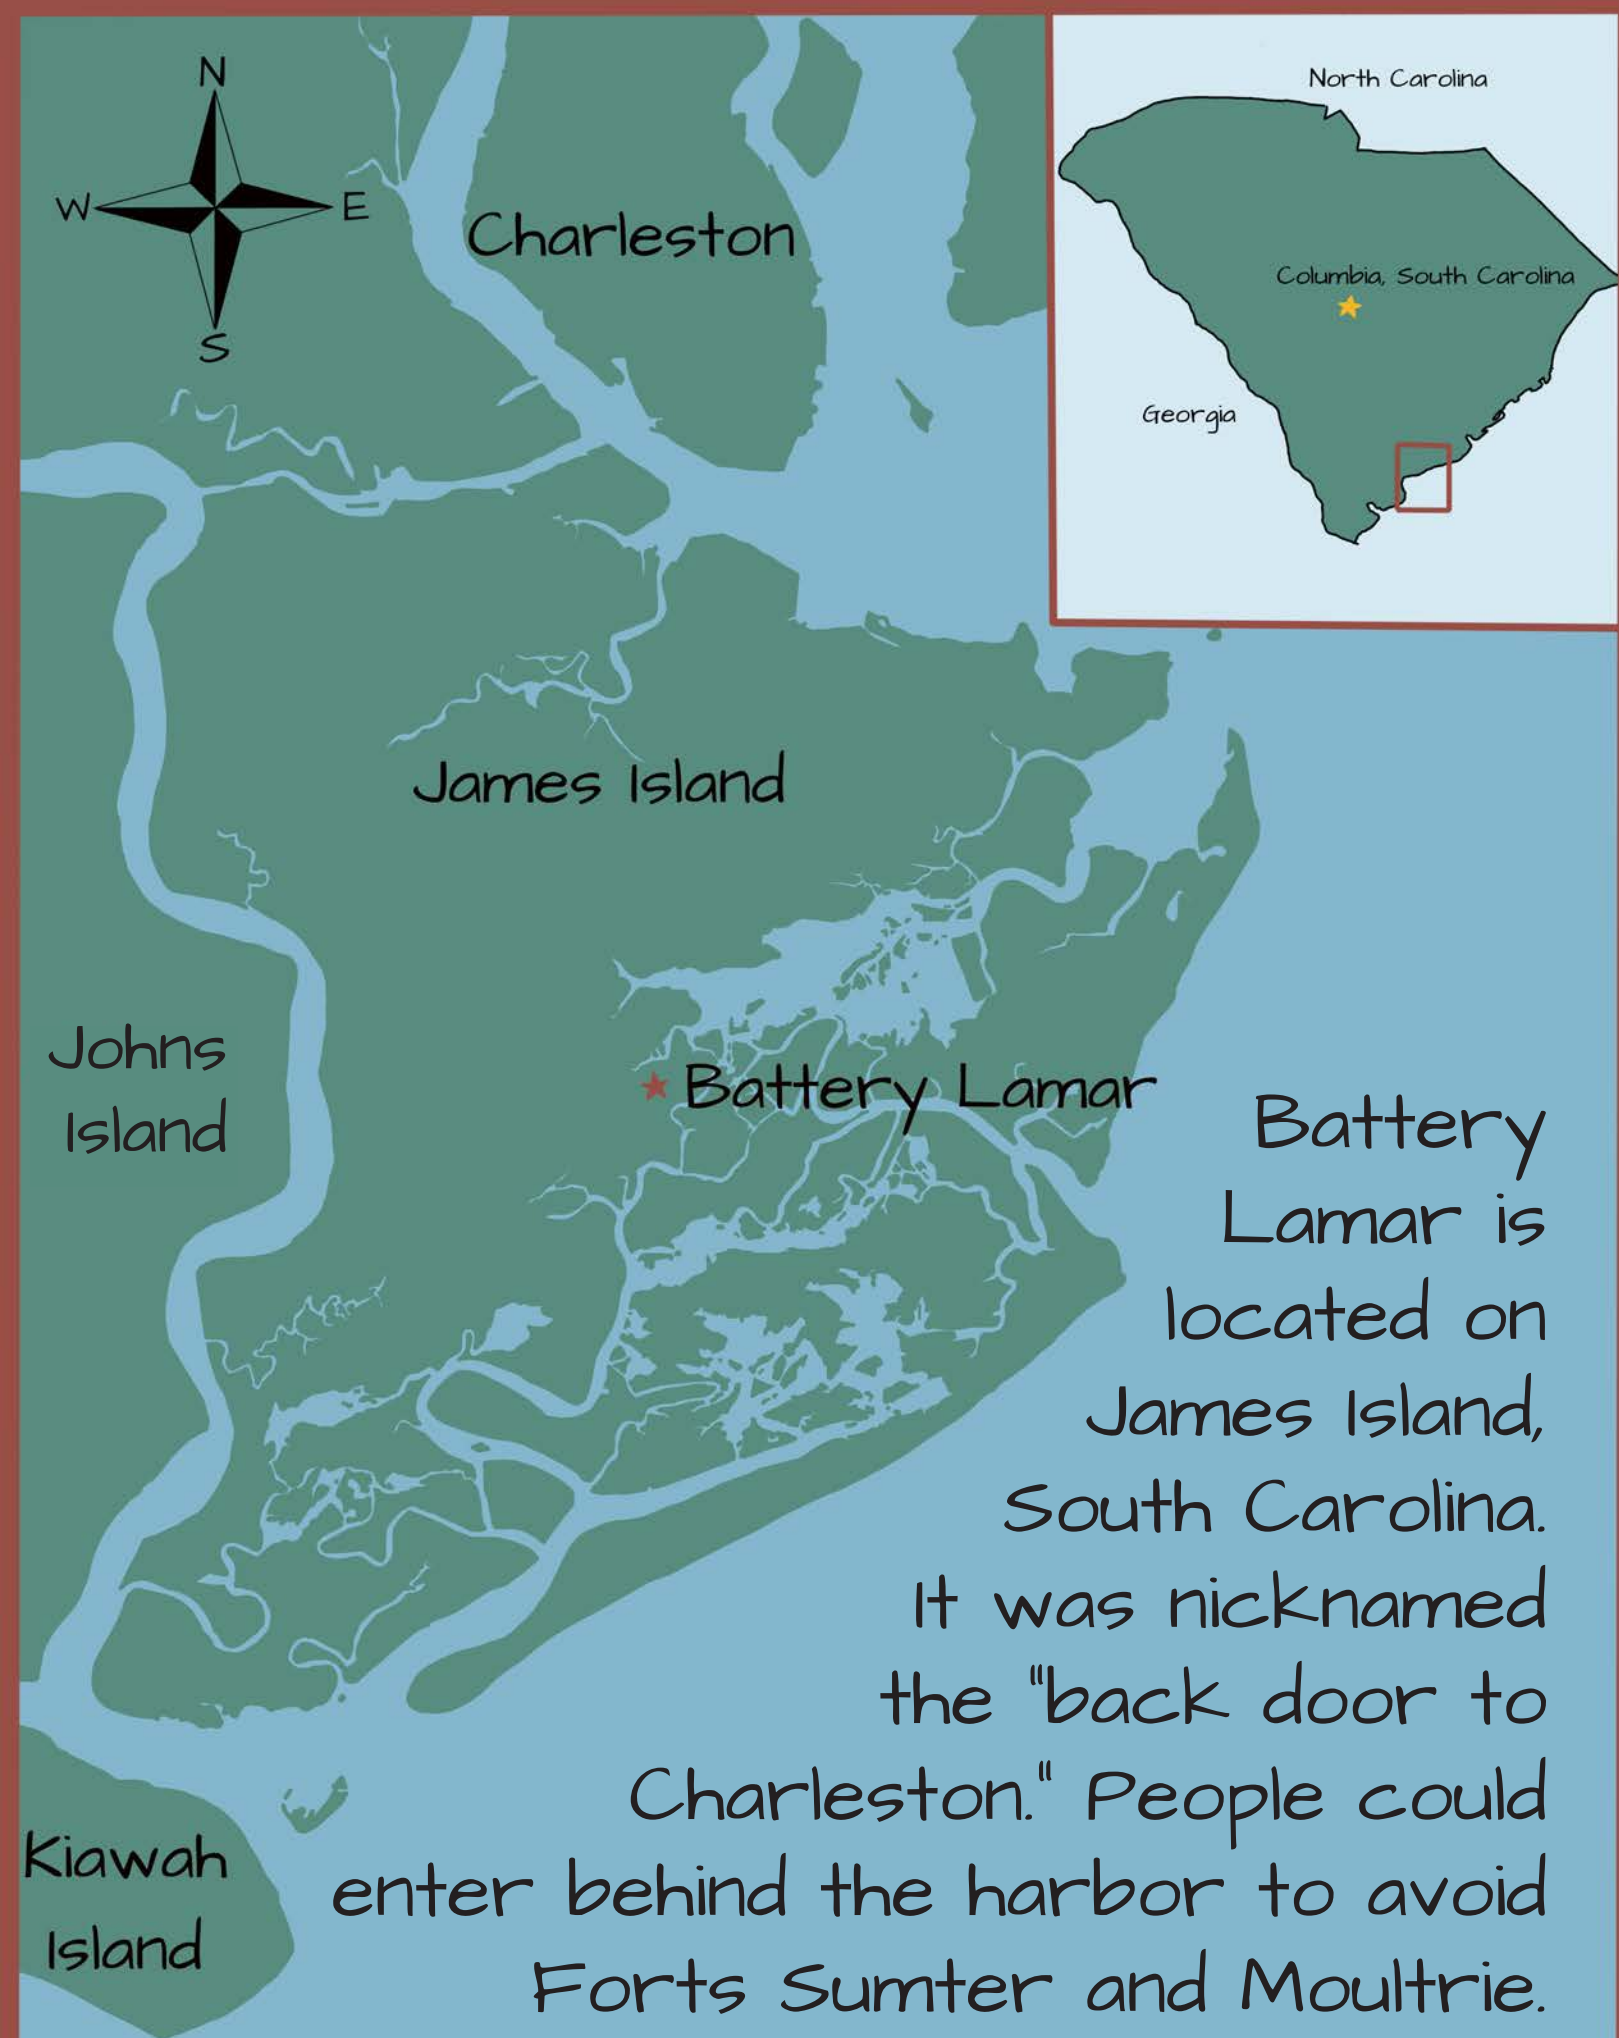 N
W
E
S
Charleston
North Carolina
Columbia, South Carolina
Georgia
James Island
Johns
Island
Battery Lamar
Battery
Lamar is
located on
James Island,
South Carolina.
It was nicknamed
the "back door to
Charleston." People could
enter behind the harbor to avoid
Forts Sumter and Moultrie.
Kiawah
Island